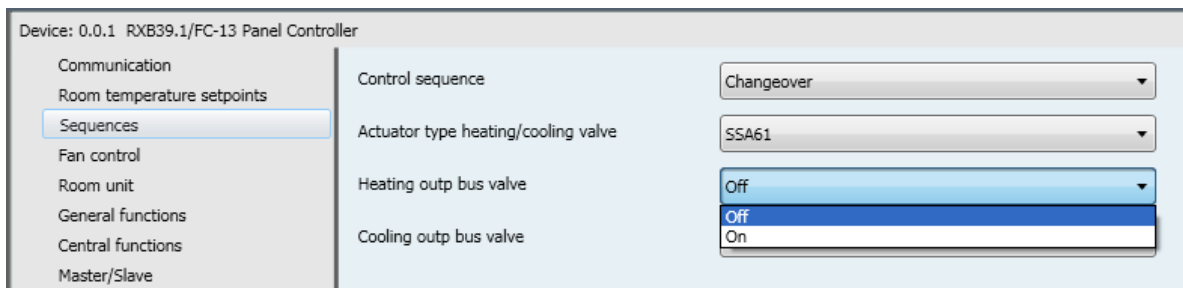 Device: 0.0.1 RXB39.1/FC-13 Panel Controller
Communication
Room temperature setpoints
Sequences
Fan control
Room unit
General functions
Central functions
Master/Slave
Control sequence
Changeover
Actuator type heating/cooling valve
SSA61
Heating outp bus valve
Off
Off
On
Cooling outp bus valve